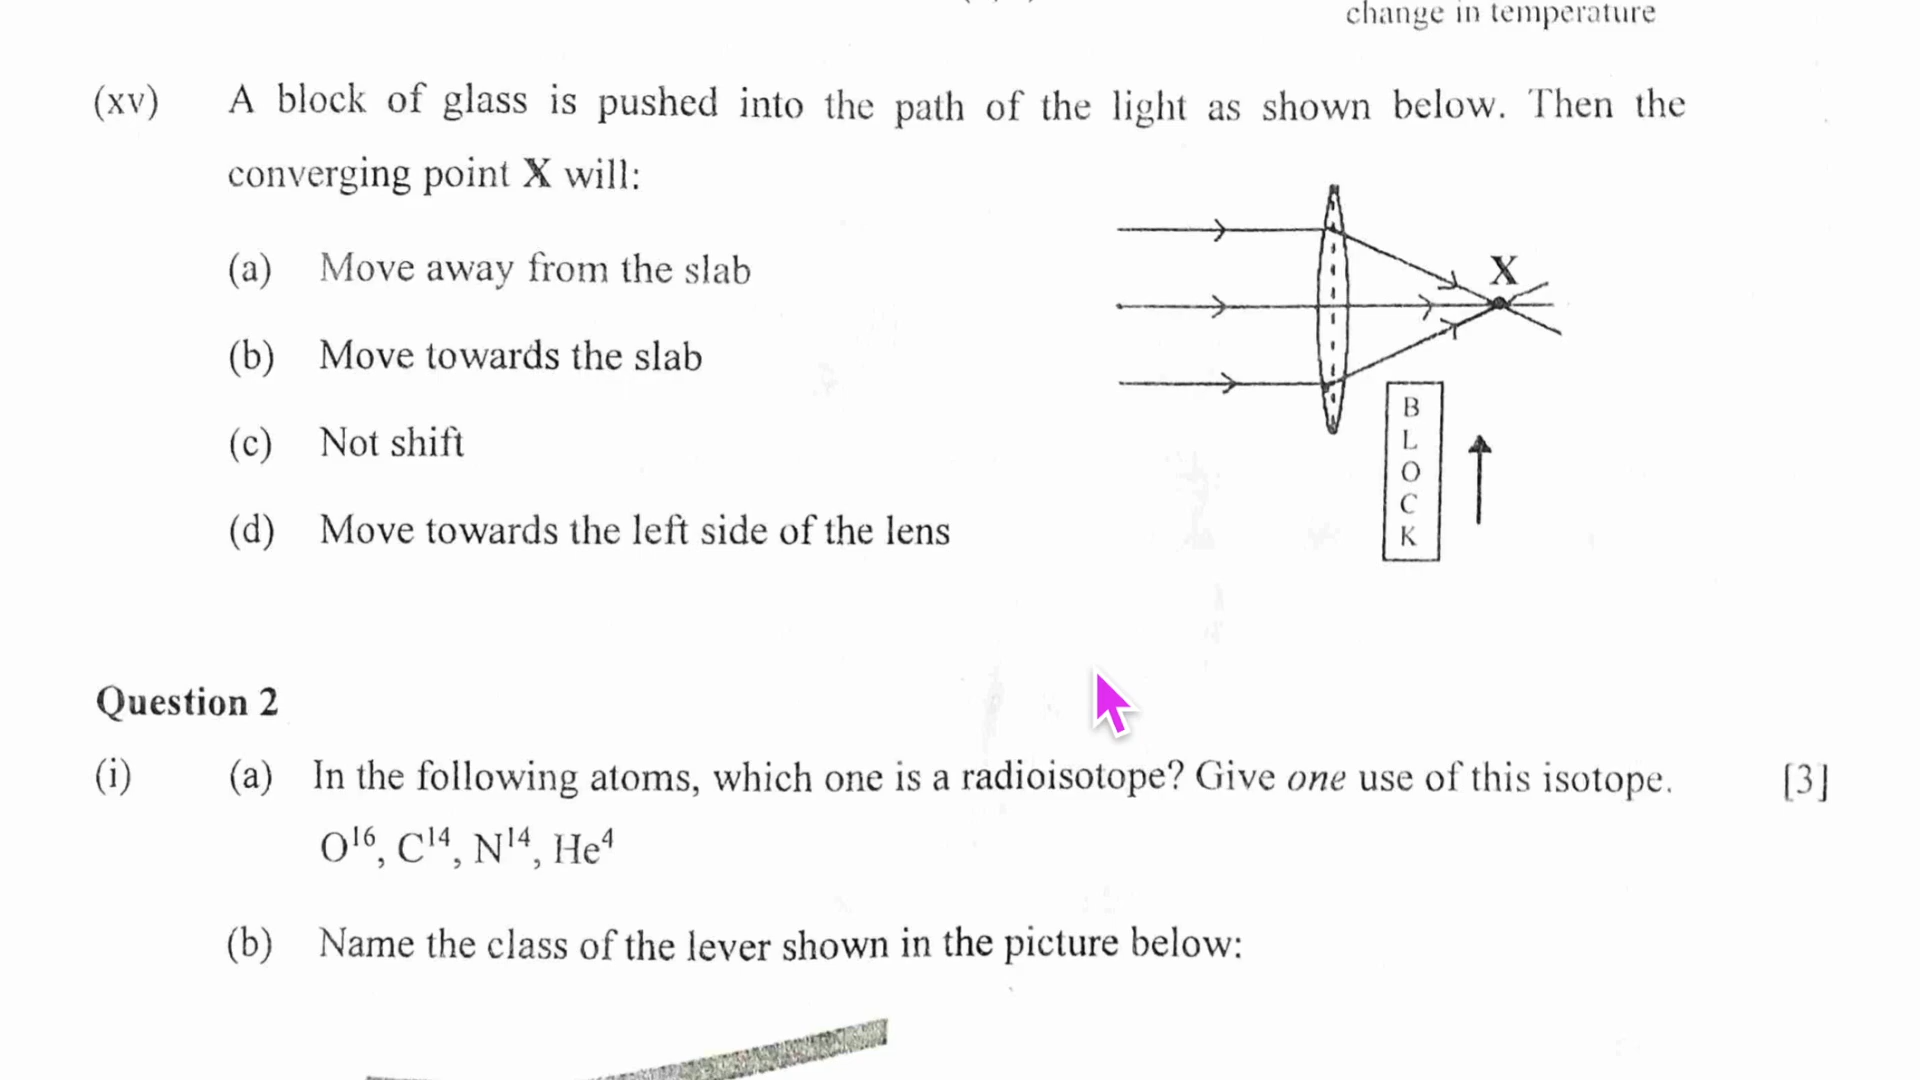 change in temperature
(xv) A block of glass is pushed into the path of the light as shown below. Then the
converging point X will:
(a) Move away from the slab
(b) Move towards the slab
(c) Not shift
(d) Move towards the left side of the lens
X
B
L
O
C
K
Question 2
(i) (a) In the following atoms, which one is a radioisotope? Give one use of this isotope. [3]
O¹⁶, C¹⁴, N¹⁴, He⁴
(b) Name the class of the lever shown in the picture below: